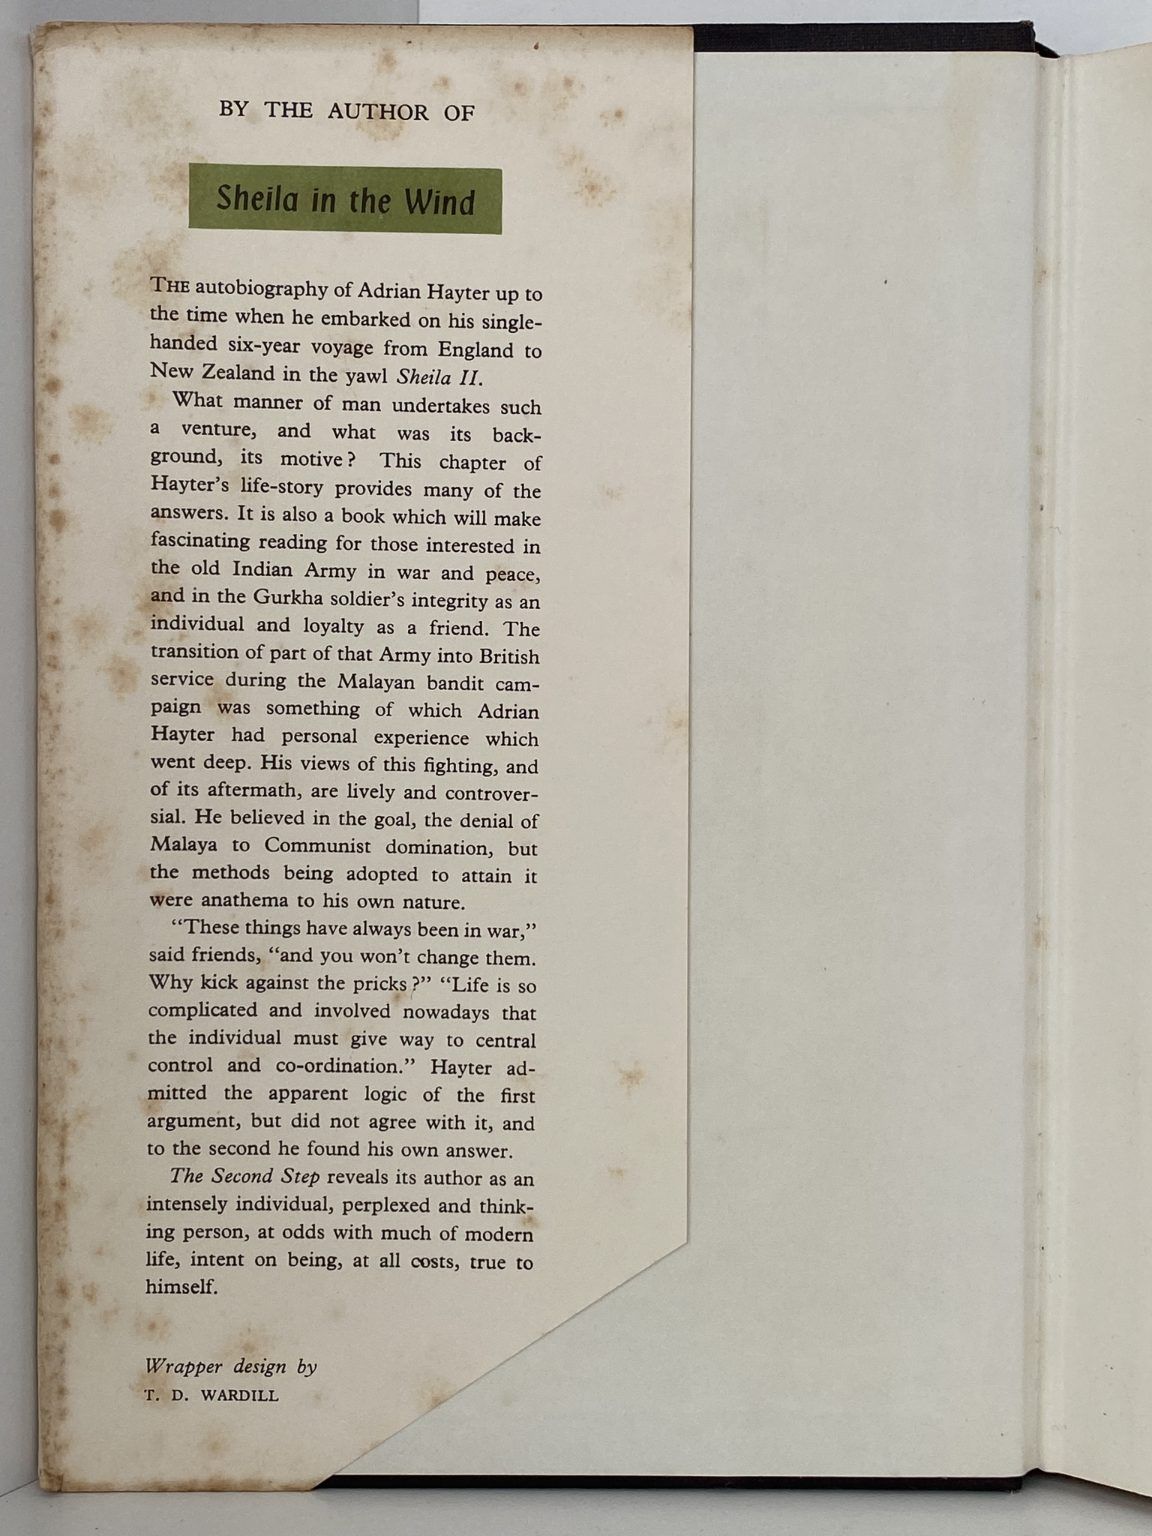 BY THE AUTHOR OF
Sheila in the Wind
THE autobiography of Adrian Hayter up to
the time when he embarked on his single-
handed six-year voyage from England to
New Zealand in the yawl Sheila II.
What manner of man undertakes such
a venture, and what was its back-
ground, its motive? This chapter of
Hayter's life-story provides many of the
answers. It is also a book which will make
fascinating reading for those interested in
the old Indian Army in war and peace,
and in the Gurkha soldier's integrity as an
individual and loyalty as a friend. The
transition of part of that Army into British
service during the Malayan bandit cam-
paign was something of which Adrian
Hayter had personal experience which
went deep. His views of this fighting, and
of its aftermath, are lively and controver-
sial. He believed in the goal, the denial of
Malaya to Communist domination, but
the methods being adopted to attain it
were anathema to his own nature.
"These things have always been in war,"
said friends, "and you won't change them.
Why kick against the pricks?" "Life is so
complicated and involved nowadays that
the individual must give way to central
control and co-ordination." Hayter ad-
mitted the apparent logic of the first
argument, but did not agree with it, and
to the second he found his own answer.
The Second Step reveals its author as an
intensely individual, perplexed and think-
ing person, at odds with much of modern
life, intent on being, at all costs, true to
himself.
Wrapper design by
T. D. WARDILL